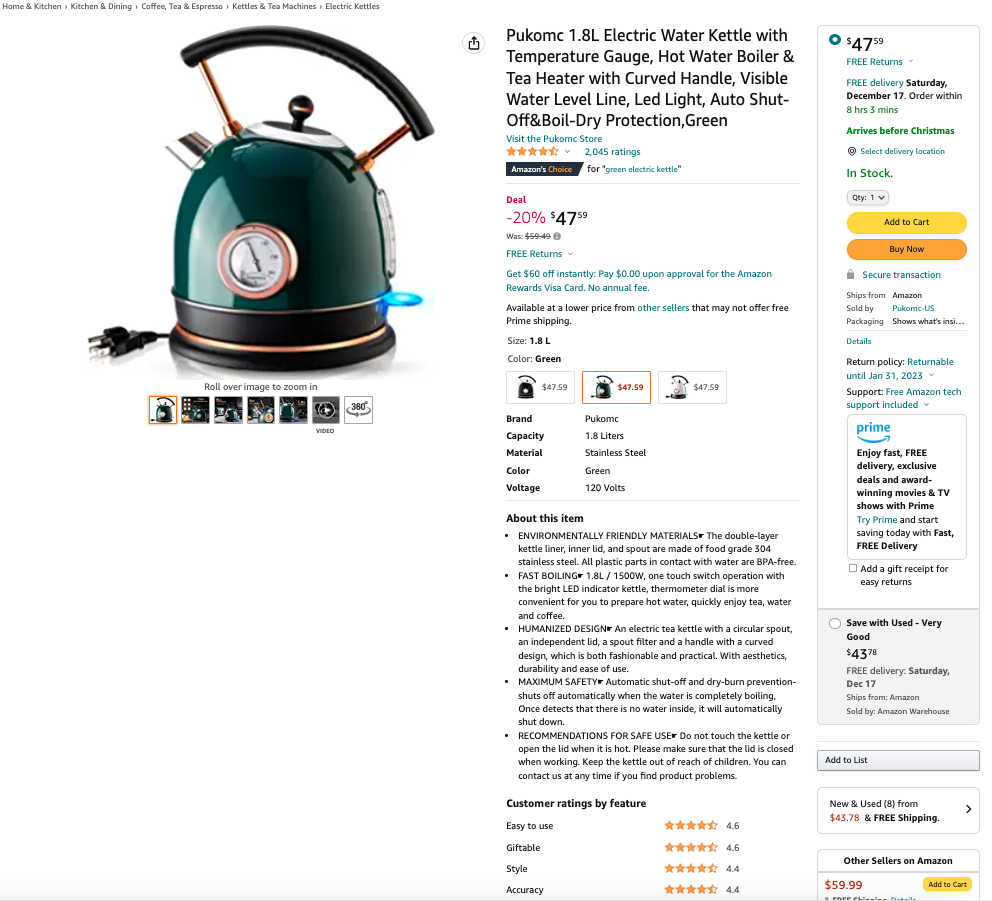 Home & Kitchen › Kitchen & Dining › Coffee, Tea & Espresso › Kettles & Tea Machines › Electric Kettles
Roll over image to zoom in
VIDEO
360°
Pukomc 1.8L Electric Water Kettle with
Temperature Gauge, Hot Water Boiler &
Tea Heater with Curved Handle, Visible
Water Level Line, Led Light, Auto Shut-
Off&Boil-Dry Protection,Green
Visit the Pukomc Store
2,045 ratings
Amazon's Choice for "green electric kettle"
Deal
-20% $4759
Was: $59.49
FREE Returns
Get $60 off instantly: Pay $0.00 upon approval for the Amazon
Rewards Visa Card. No annual fee.
Available at a lower price from other sellers that may not offer free
Prime shipping.
Size: 1.8 L
Color: Green
$47.59 $47.59 $47.59
Brand Pukomc
Capacity 1.8 Liters
Material Stainless Steel
Color Green
Voltage 120 Volts
About this item
• ENVIRONMENTALLY FRIENDLY MATERIALS☛ The double-layer
kettle liner, inner lid, and spout are made of food grade 304
stainless steel. All plastic parts in contact with water are BPA-free.
• FAST BOILING☛ 1.8L / 1500W, one touch switch operation with
the bright LED indicator kettle, thermometer dial is more
convenient for you to prepare hot water, quickly enjoy tea, water
and coffee.
• HUMANIZED DESIGN☛ An electric tea kettle with a circular spout,
an independent lid, a spout filter and a handle with a curved
design, which is both fashionable and practical. With aesthetics,
durability and ease of use.
• MAXIMUM SAFETY☛ Automatic shut-off and dry-burn prevention-
shuts off automatically when the water is completely boiling,
Once detects that there is no water inside, it will automatically
shut down.
• RECOMMENDATIONS FOR SAFE USE☛ Do not touch the kettle or
open the lid when it is hot. Please make sure that the lid is closed
when working. Keep the kettle out of reach of children. You can
contact us at any time if you find product problems.
Customer ratings by feature
Easy to use 4.6
Giftable 4.6
Style 4.4
Accuracy 4.4
$4759
FREE Returns
FREE delivery Saturday,
December 17. Order within
8 hrs 3 mins
Arrives before Christmas
Select delivery location
In Stock.
Qty: 1
Add to Cart
Buy Now
Secure transaction
Ships from Amazon
Sold by Pukomc-US
Packaging Shows what's insi...
Details
Return policy: Returnable
until Jan 31, 2023
Support: Free Amazon tech
support included
prime
Enjoy fast, FREE
delivery, exclusive
deals and award-
winning movies & TV
shows with Prime
Try Prime and start
saving today with Fast,
FREE Delivery
Add a gift receipt for
easy returns
Save with Used - Very
Good
$4378
FREE delivery: Saturday,
Dec 17
Ships from: Amazon
Sold by: Amazon Warehouse
Add to List
New & Used (8) from
$43.78 & FREE Shipping.
Other Sellers on Amazon
$59.99 Add to Cart
& FREE Shipping. Details